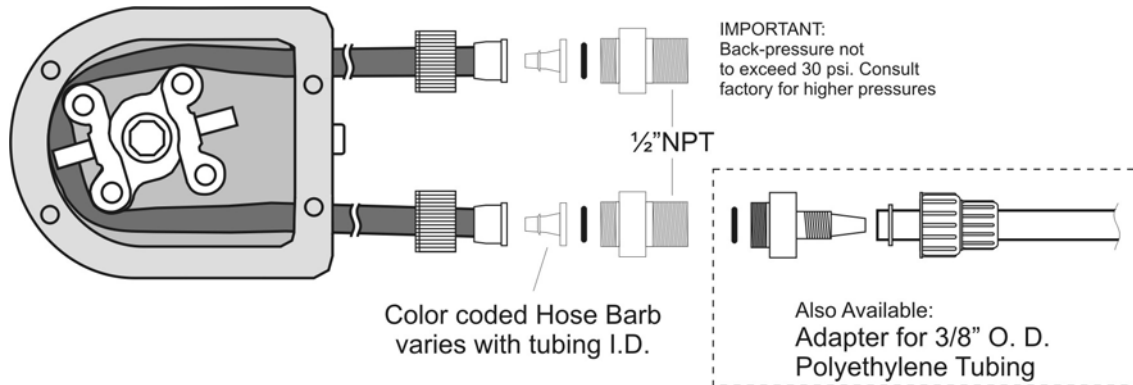 IMPORTANT:
Back-pressure not
to exceed 30 psi. Consult
factory for higher pressures
½”NPT
Color coded Hose Barb
varies with tubing I.D.
Also Available:
Adapter for 3/8” O. D.
Polyethylene Tubing